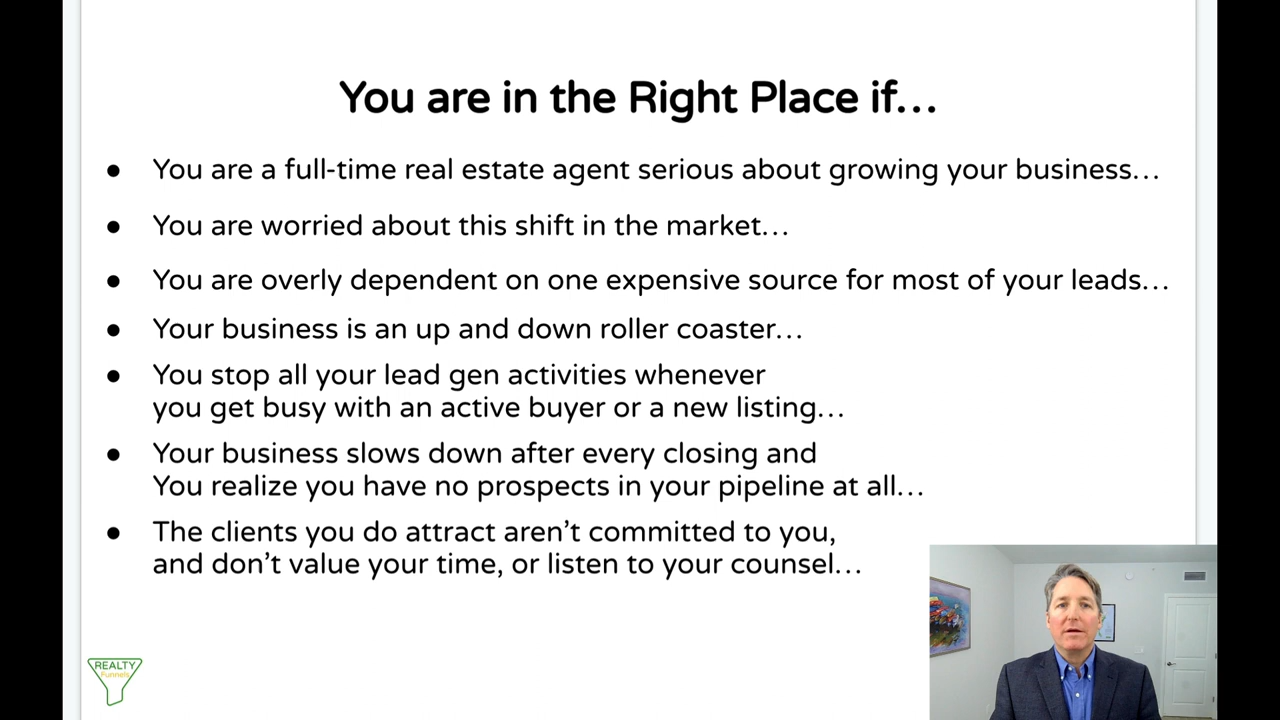 You are in the Right Place if…
● You are a full-time real estate agent serious about growing your business…
● You are worried about this shift in the market…
● You are overly dependent on one expensive source for most of your leads…
● Your business is an up and down roller coaster…
● You stop all your lead gen activities whenever
you get busy with an active buyer or a new listing…
● Your business slows down after every closing and
You realize you have no prospects in your pipeline at all…
● The clients you do attract aren’t committed to you,
and don’t value your time, or listen to your counsel…
REALTY
Funnels